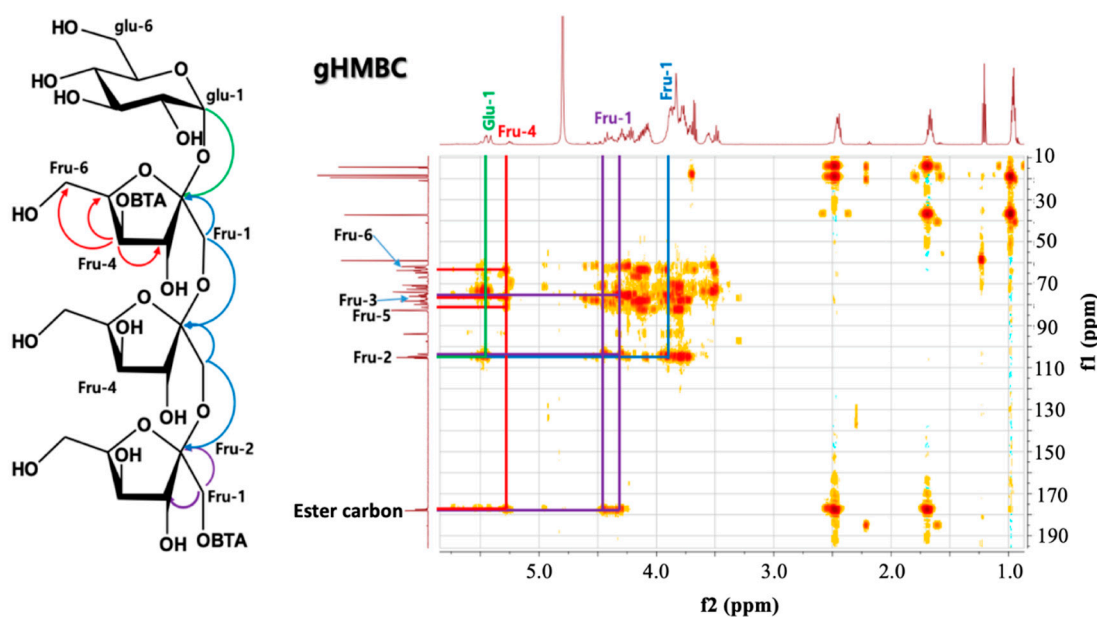 HO
glu-6
O
HO
HO
glu-1
OH
O
Fru-6
O
OBTA
HO
Fru-1
Fru-4
OH
O
O
OH
HO
Fru-4
OH
O
O
Fru-2
OH
HO
Fru-1
OH
OBTA
gHMBC
Glu-1
Fru-4
Fru-1
Fru-1
Fru-6
Fru-3
Fru-5
Fru-2
Ester carbon
10
30
50
70
90
110
130
150
170
190
f1 (ppm)
5.0
4.0
3.0
2.0
1.0
f2 (ppm)